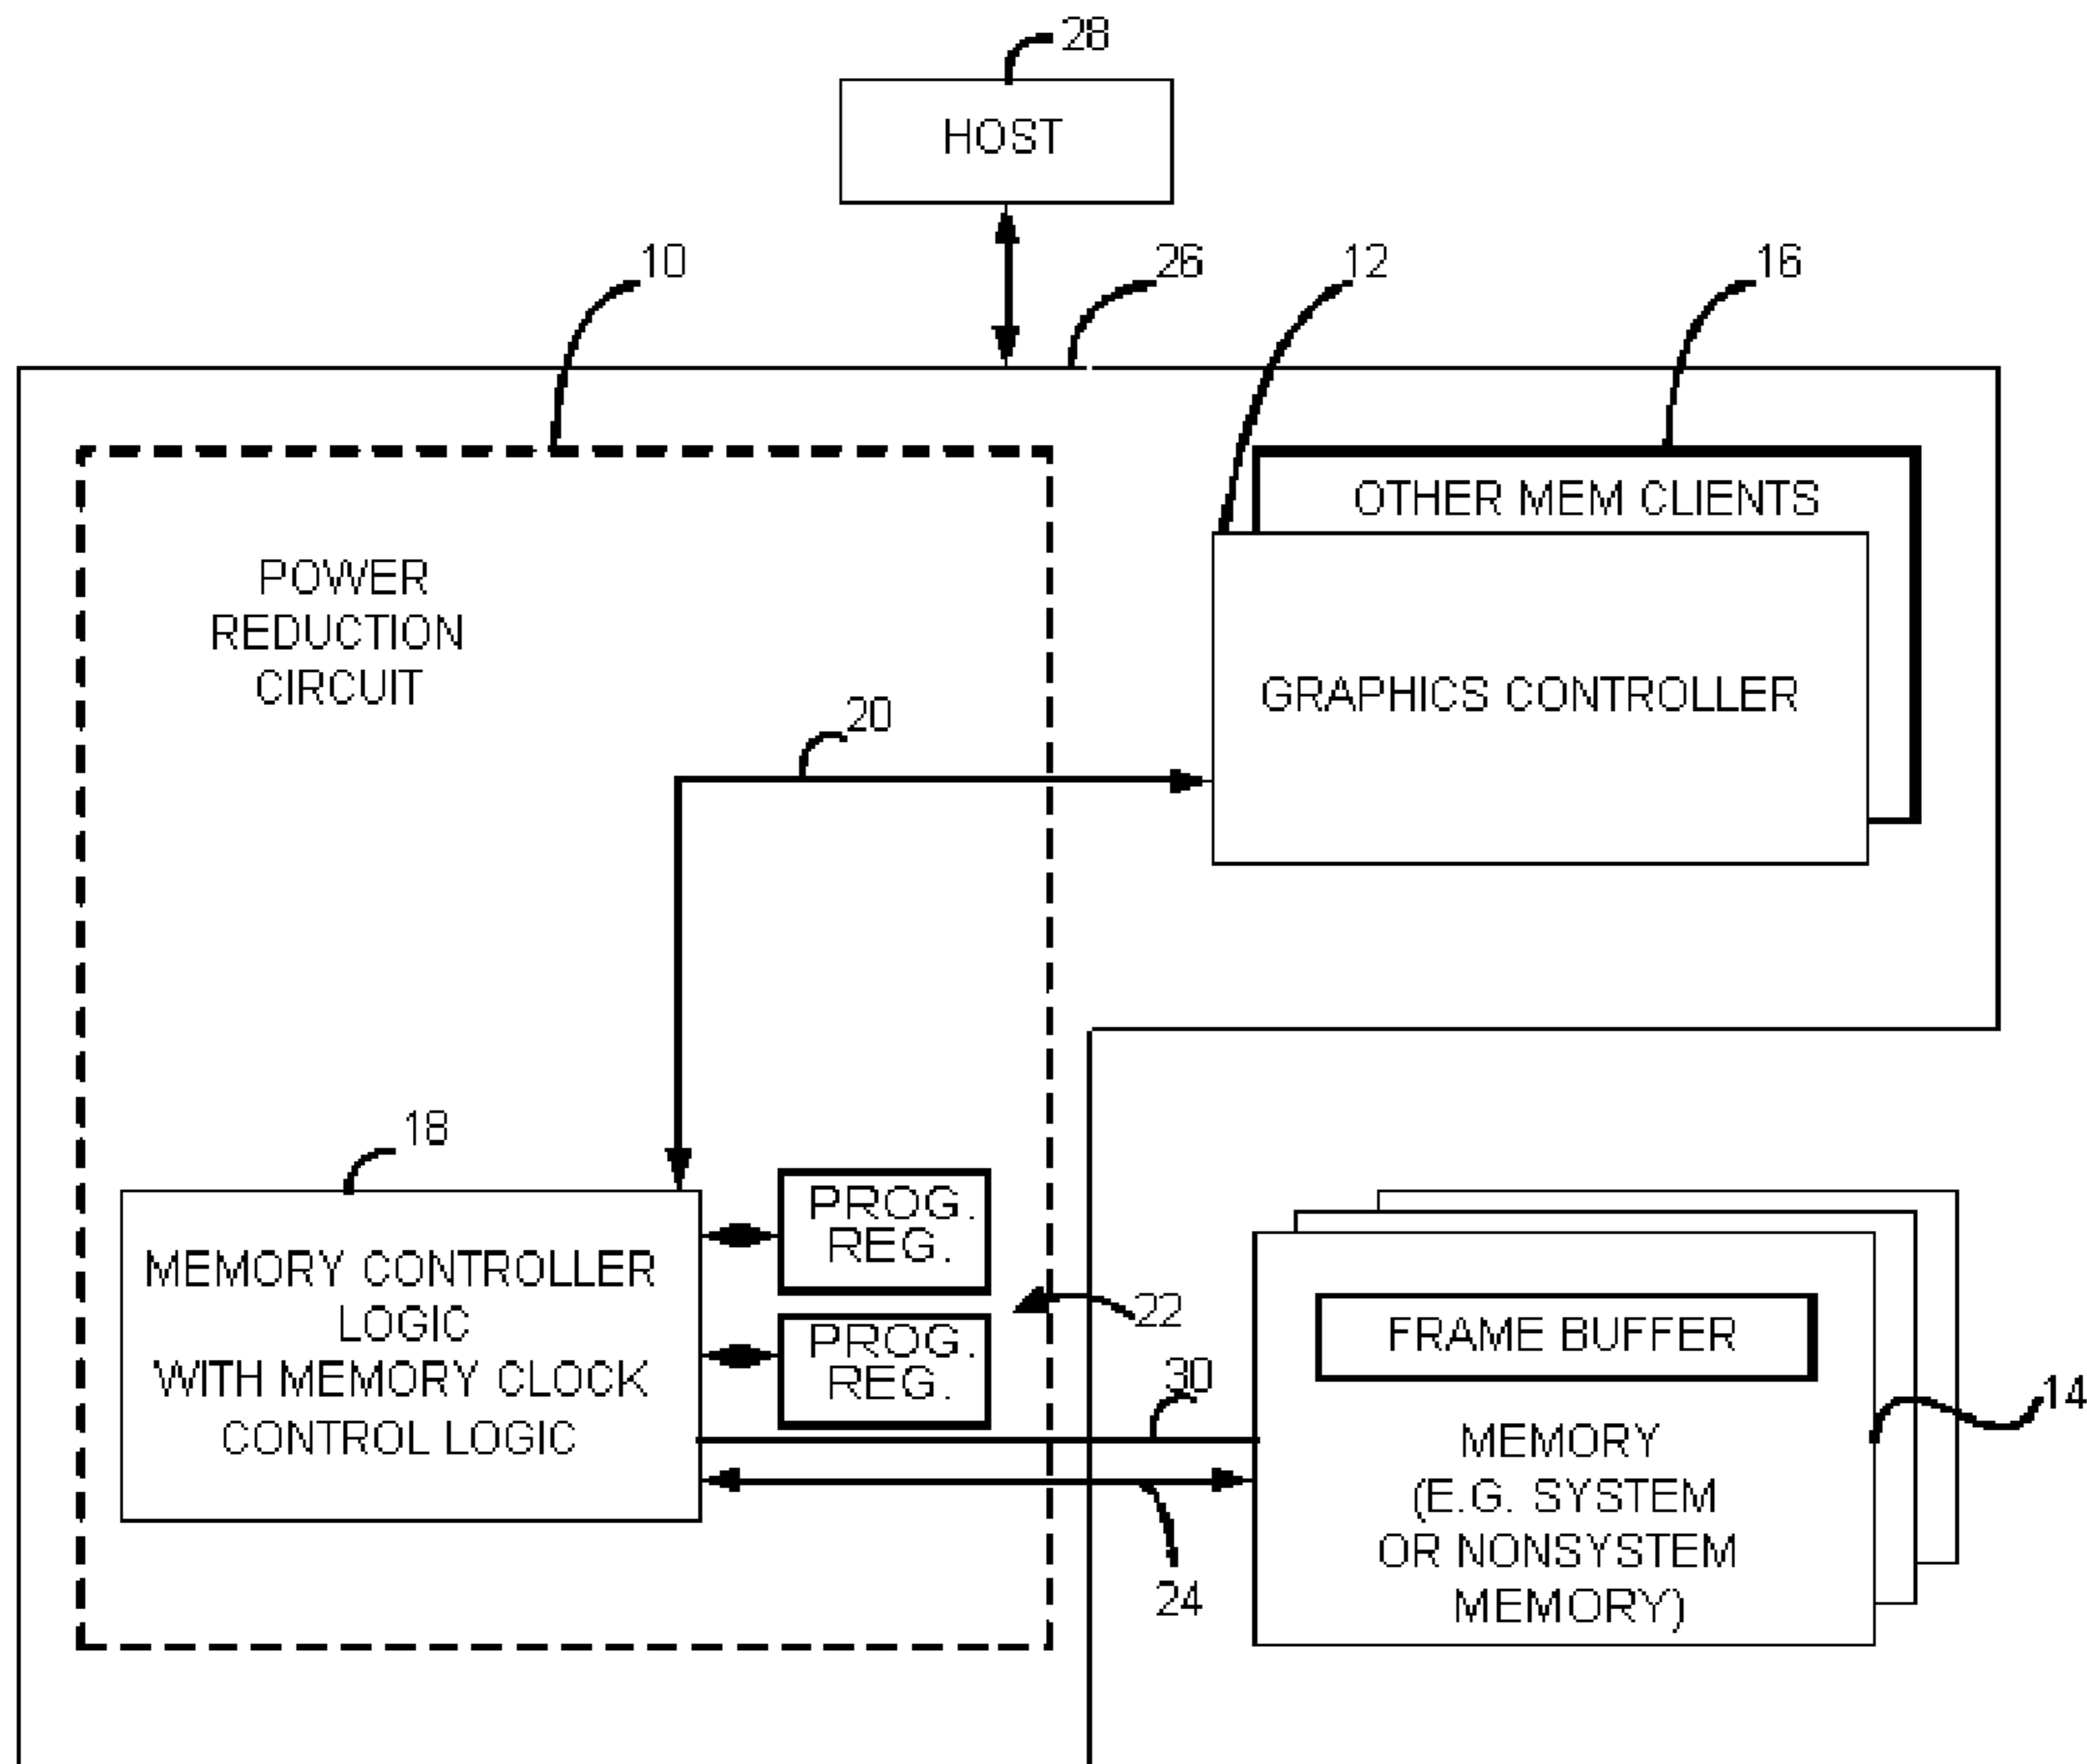 28
HOST
10
26
12
16
OTHER MEM CLIENTS
POWER
REDUCTION
CIRCUIT
GRAPHICS CONTROLLER
20
18
PROG.
REG.
MEMORY CONTROLLER
LOGIC
WITH MEMORY CLOCK
CONTROL LOGIC
PROG.
REG.
22
30
FRAME BUFFER
14
MEMORY
(E.G. SYSTEM
OR NONSYSTEM
MEMORY)
24